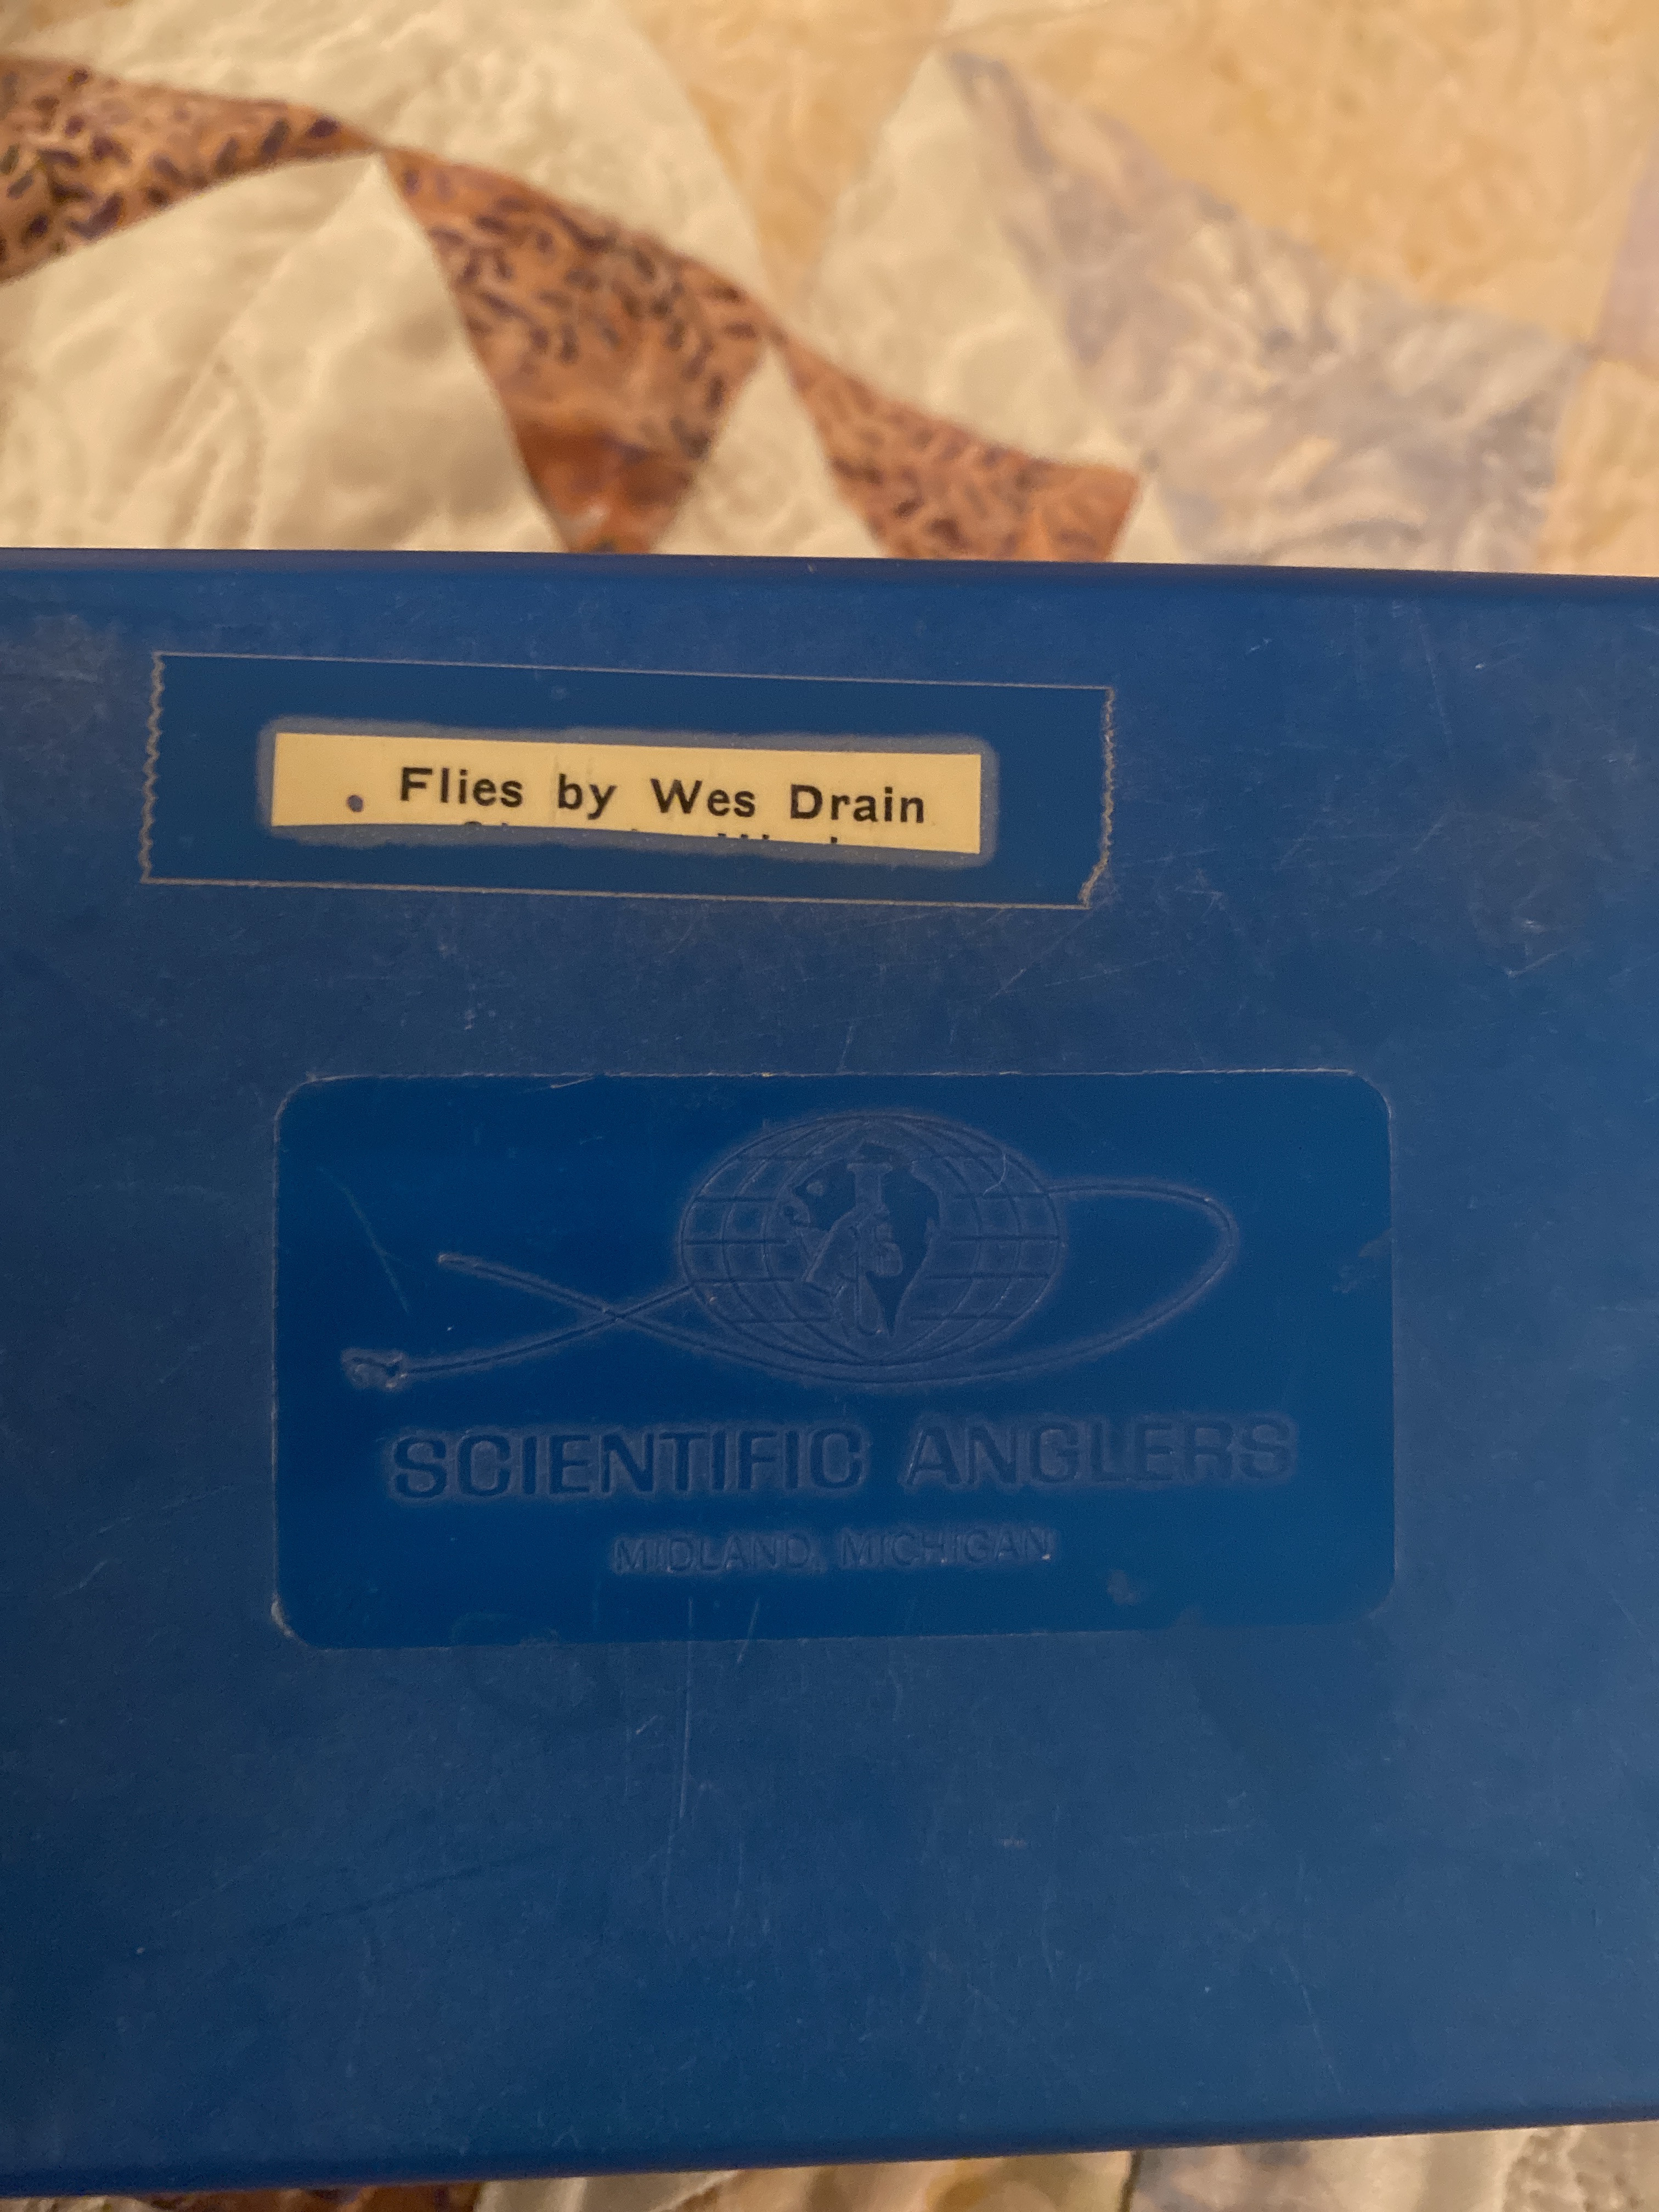 Flies by Wes Drain
SCIENTIFIC ANGLERS
MIDLAND, MICHIGAN